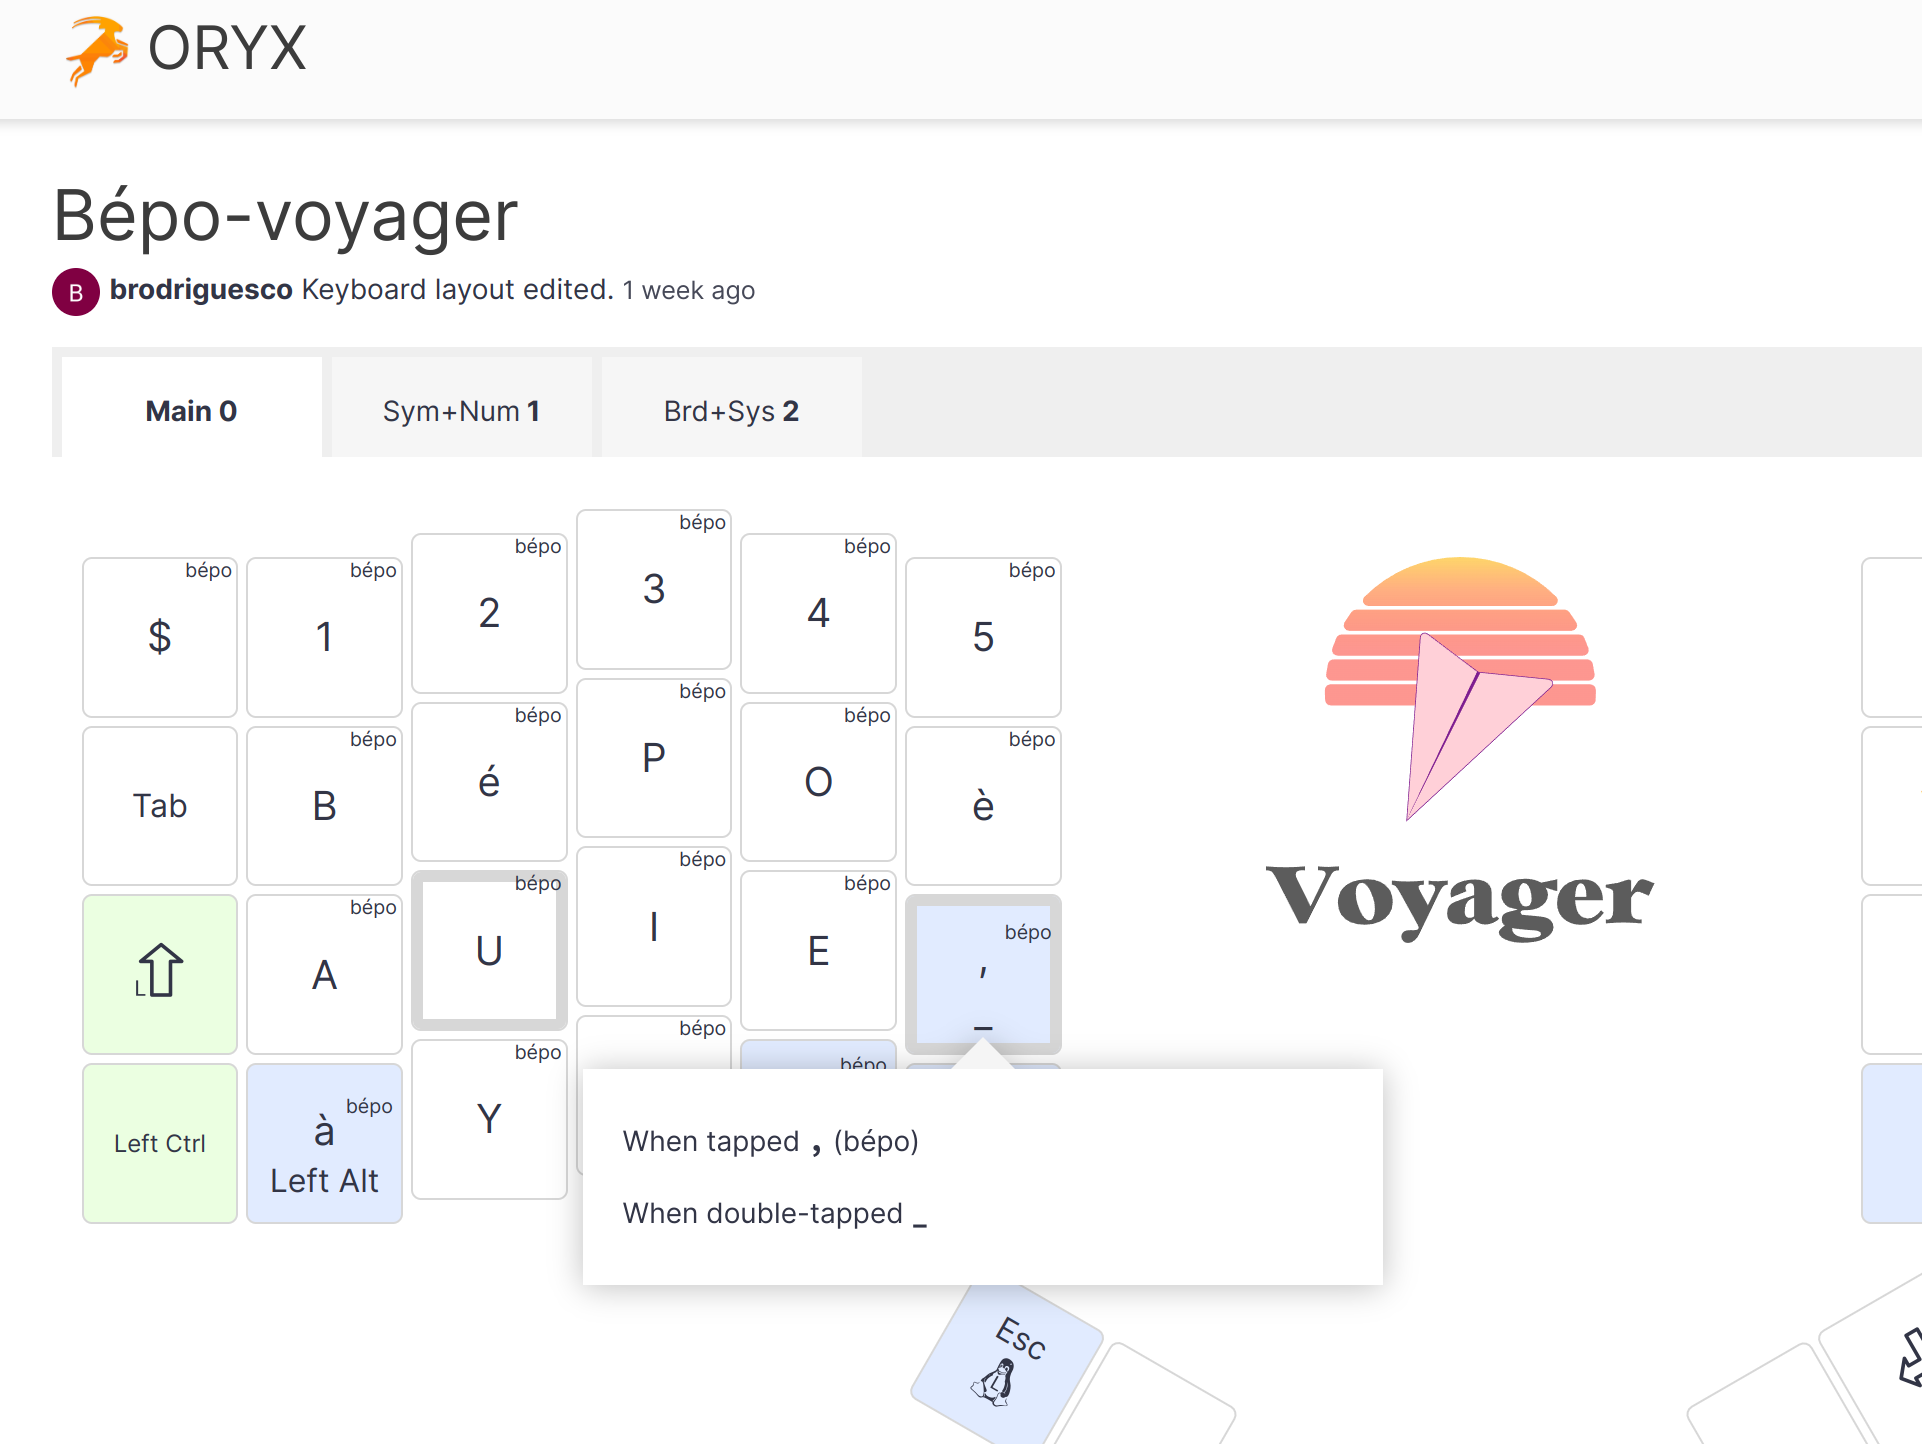 ORYX
Bépo-voyager
B brodriguesco Keyboard layout edited. 1 week ago
Main 0 Sym+Num 1 Brd+Sys 2
bépo bépo bépo bépo bépo bépo
$ 1 2 3 4 5
bépo bépo bépo bépo bépo
Tab B é P O è
bépo bépo bépo bépo bépo
L A U I E ,
_
Voyager
bépo bépo bépo bépo
Left Ctrl à Y
Left Alt
When tapped , (bépo)
When double-tapped _
Esc
L